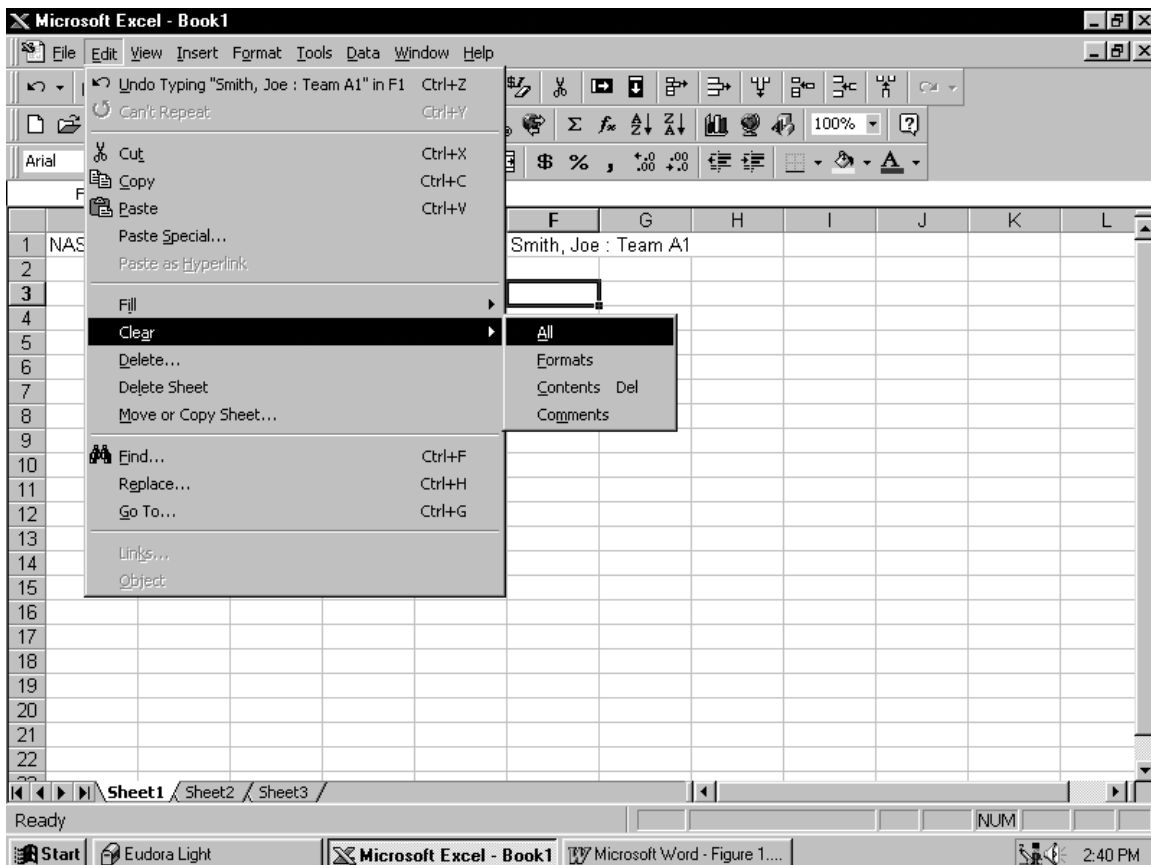 Microsoft Excel - Book1
File Edit View Insert Format Tools Data Window Help
Undo Typing "Smith, Joe : Team A1" in F1 Ctrl+Z
Can't Repeat Ctrl+Y
100%
Cut Ctrl+X
Arial $ % ,
Copy Ctrl+C
F
Paste Ctrl+V
F G H I J K L
Paste Special...
1 NAS Smith, Joe : Team A1
Paste as Hyperlink
2
3
Fill
4
Clear All
5
Delete... Formats
6
Delete Sheet Contents Del
7
Move or Copy Sheet... Comments
8
9
Find... Ctrl+F
10
Replace... Ctrl+H
11
Go To... Ctrl+G
12
13
Links...
14
Object
15
16
17
18
19
20
21
22
Sheet1 Sheet2 Sheet3
Ready NUM
Start Eudora Light Microsoft Excel - Book1 Microsoft Word - Figure 1.... 2:40 PM